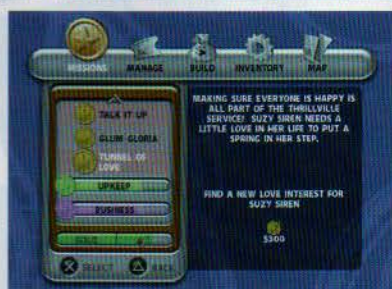 MISSIONS MANAGE BUILD INVENTORY MAP
TALK IT UP
GLUM GLORIA
TUNNEL OF
LOVE
UPKEEP
BUSINESS
MAKING SURE EVERYONE IS HAPPY IS
ALL PART OF THE THRILLVILLE
SERVICE! SUZY SIREN NEEDS A
LITTLE LOVE IN HER LIFE TO PUT A
SPRING IN HER STEP.
FIND A NEW LOVE INTEREST FOR
SUZY SIREN
$300
SELECT BACK